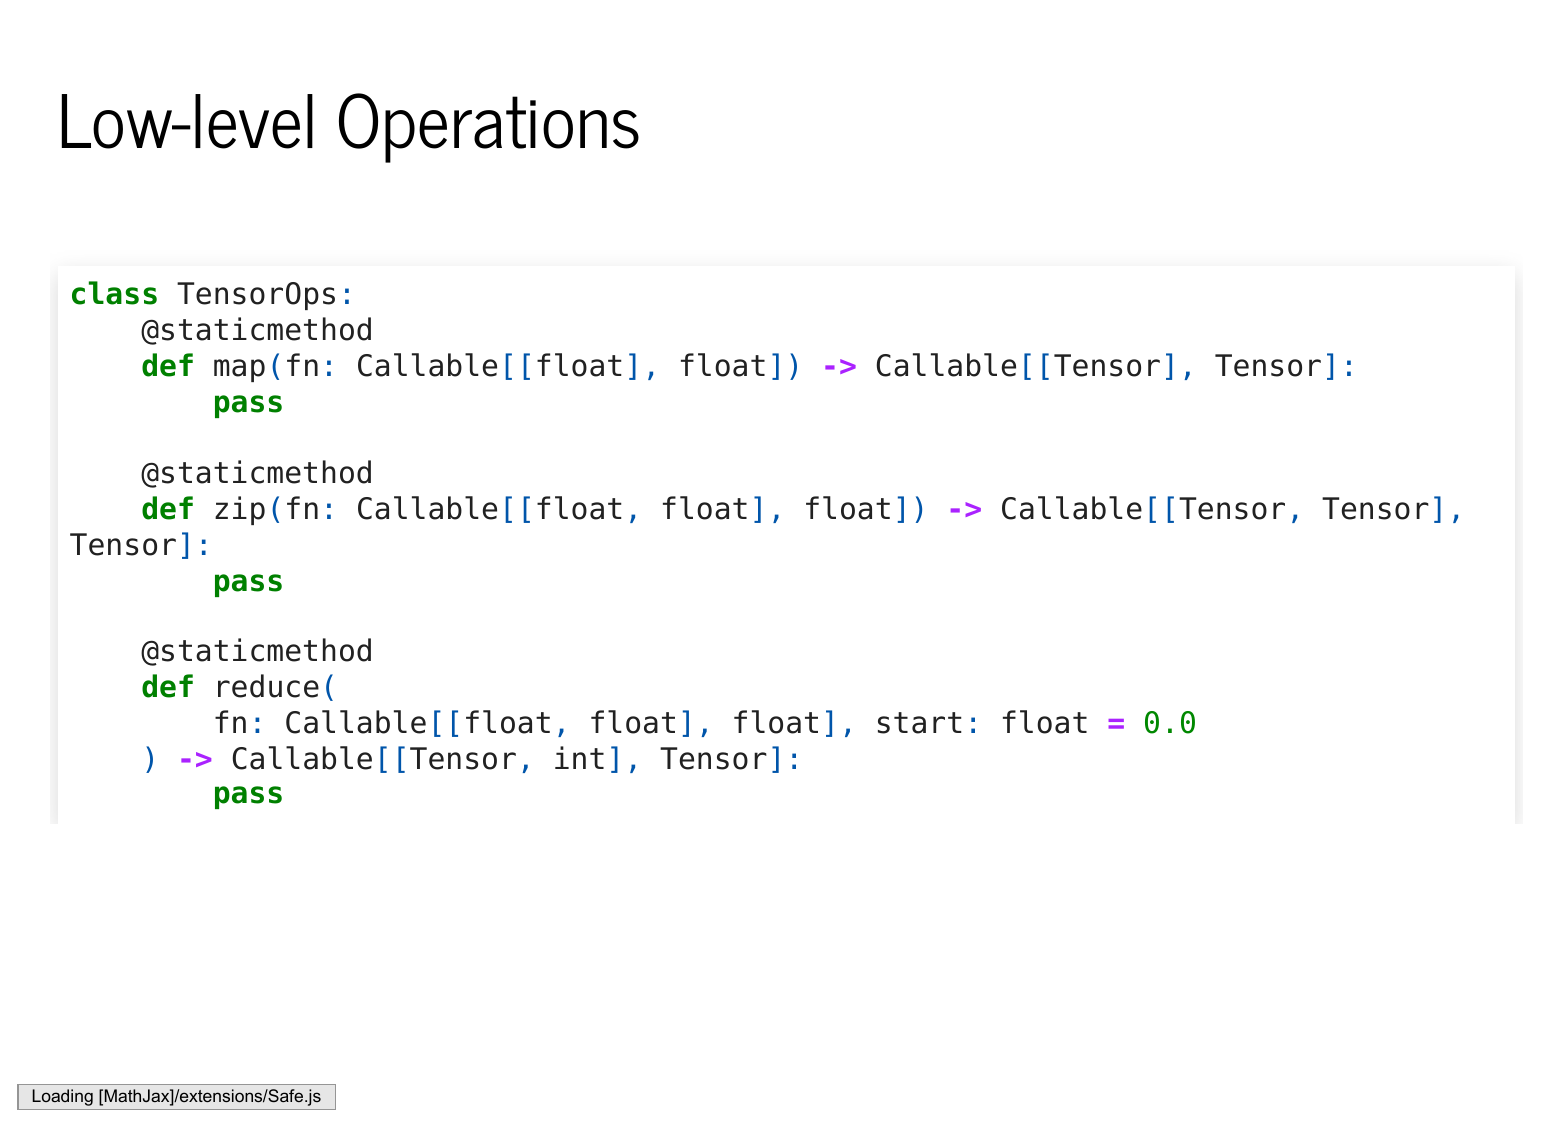 Low-level Operations
class TensorOps:
    @staticmethod
    def map(fn: Callable[[float], float]) -> Callable[[Tensor], Tensor]:
        pass

    @staticmethod
    def zip(fn: Callable[[float, float], float]) -> Callable[[Tensor, Tensor],
Tensor]:
        pass

    @staticmethod
    def reduce(
        fn: Callable[[float, float], float], start: float = 0.0
    ) -> Callable[[Tensor, int], Tensor]:
        pass
Loading [MathJax]/extensions/Safe.js